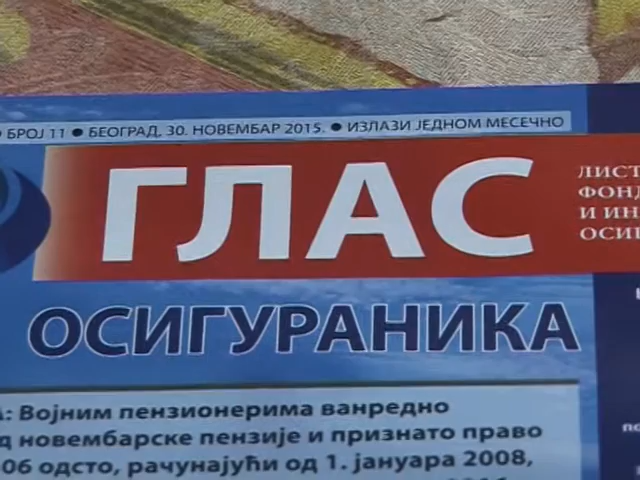 БРОЈ 11 ● БЕОГРАД, 30. НОВЕМБАР 2015. ● ИЗЛАЗИ ЈЕДНОМ МЕСЕЧНО
ГЛАС
ЛИСТ
ФОНД
И ИН
ОСИГ
ОСИГУРАНИКА
А: Војним пензионерима ванредно
д новембарске пензије и признато право
06 одсто, рачунајући од 1. јануара 2008,